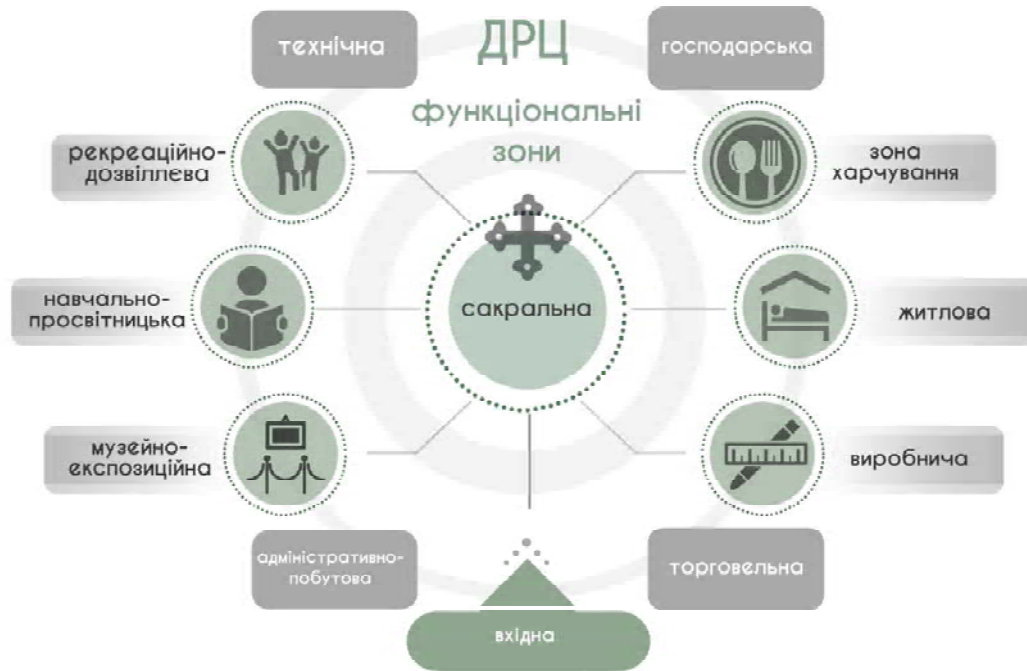 технічна
ДРЦ
господарська
функціональні
зони
рекреаційно-
дозвіллева
зона
харчування
навчально-
просвітницька
сакральна
житлова
музейно-
експозиційна
виробнича
адміністративно-
побутова
торговельна
вхідна